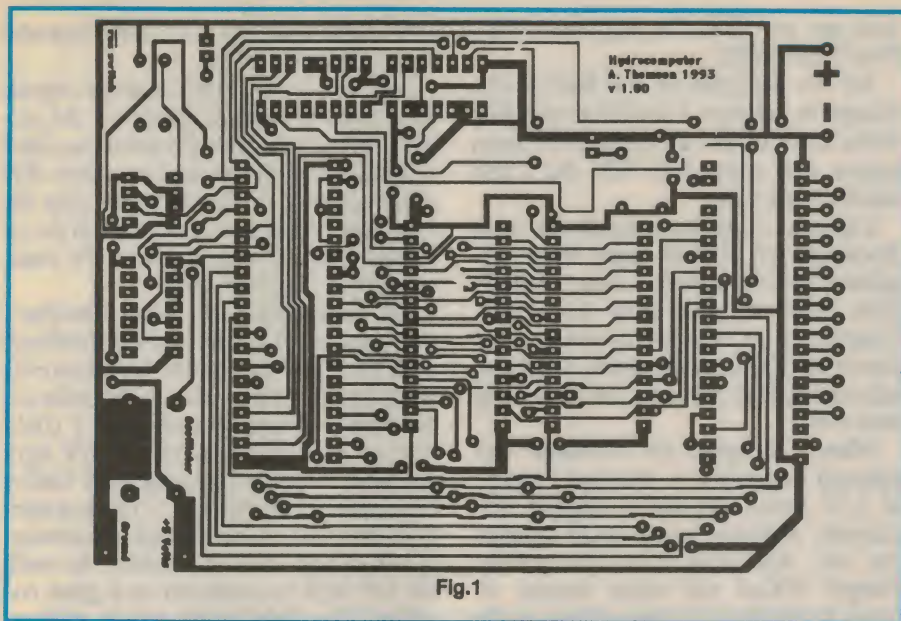 Hydrocomputer
A. Thomson 1993
v 1.00
+
-
Oscillator
Ground
+5 Volts
Fig.1